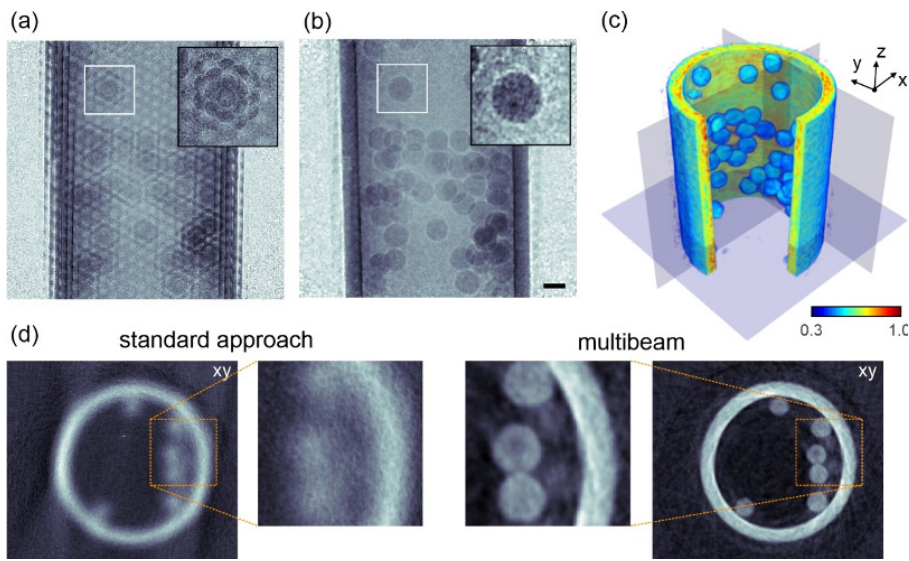 (a)
(b)
(c)
y
z
x
0.3
1.0
(d)
standard approach
multibeam
xy
xy